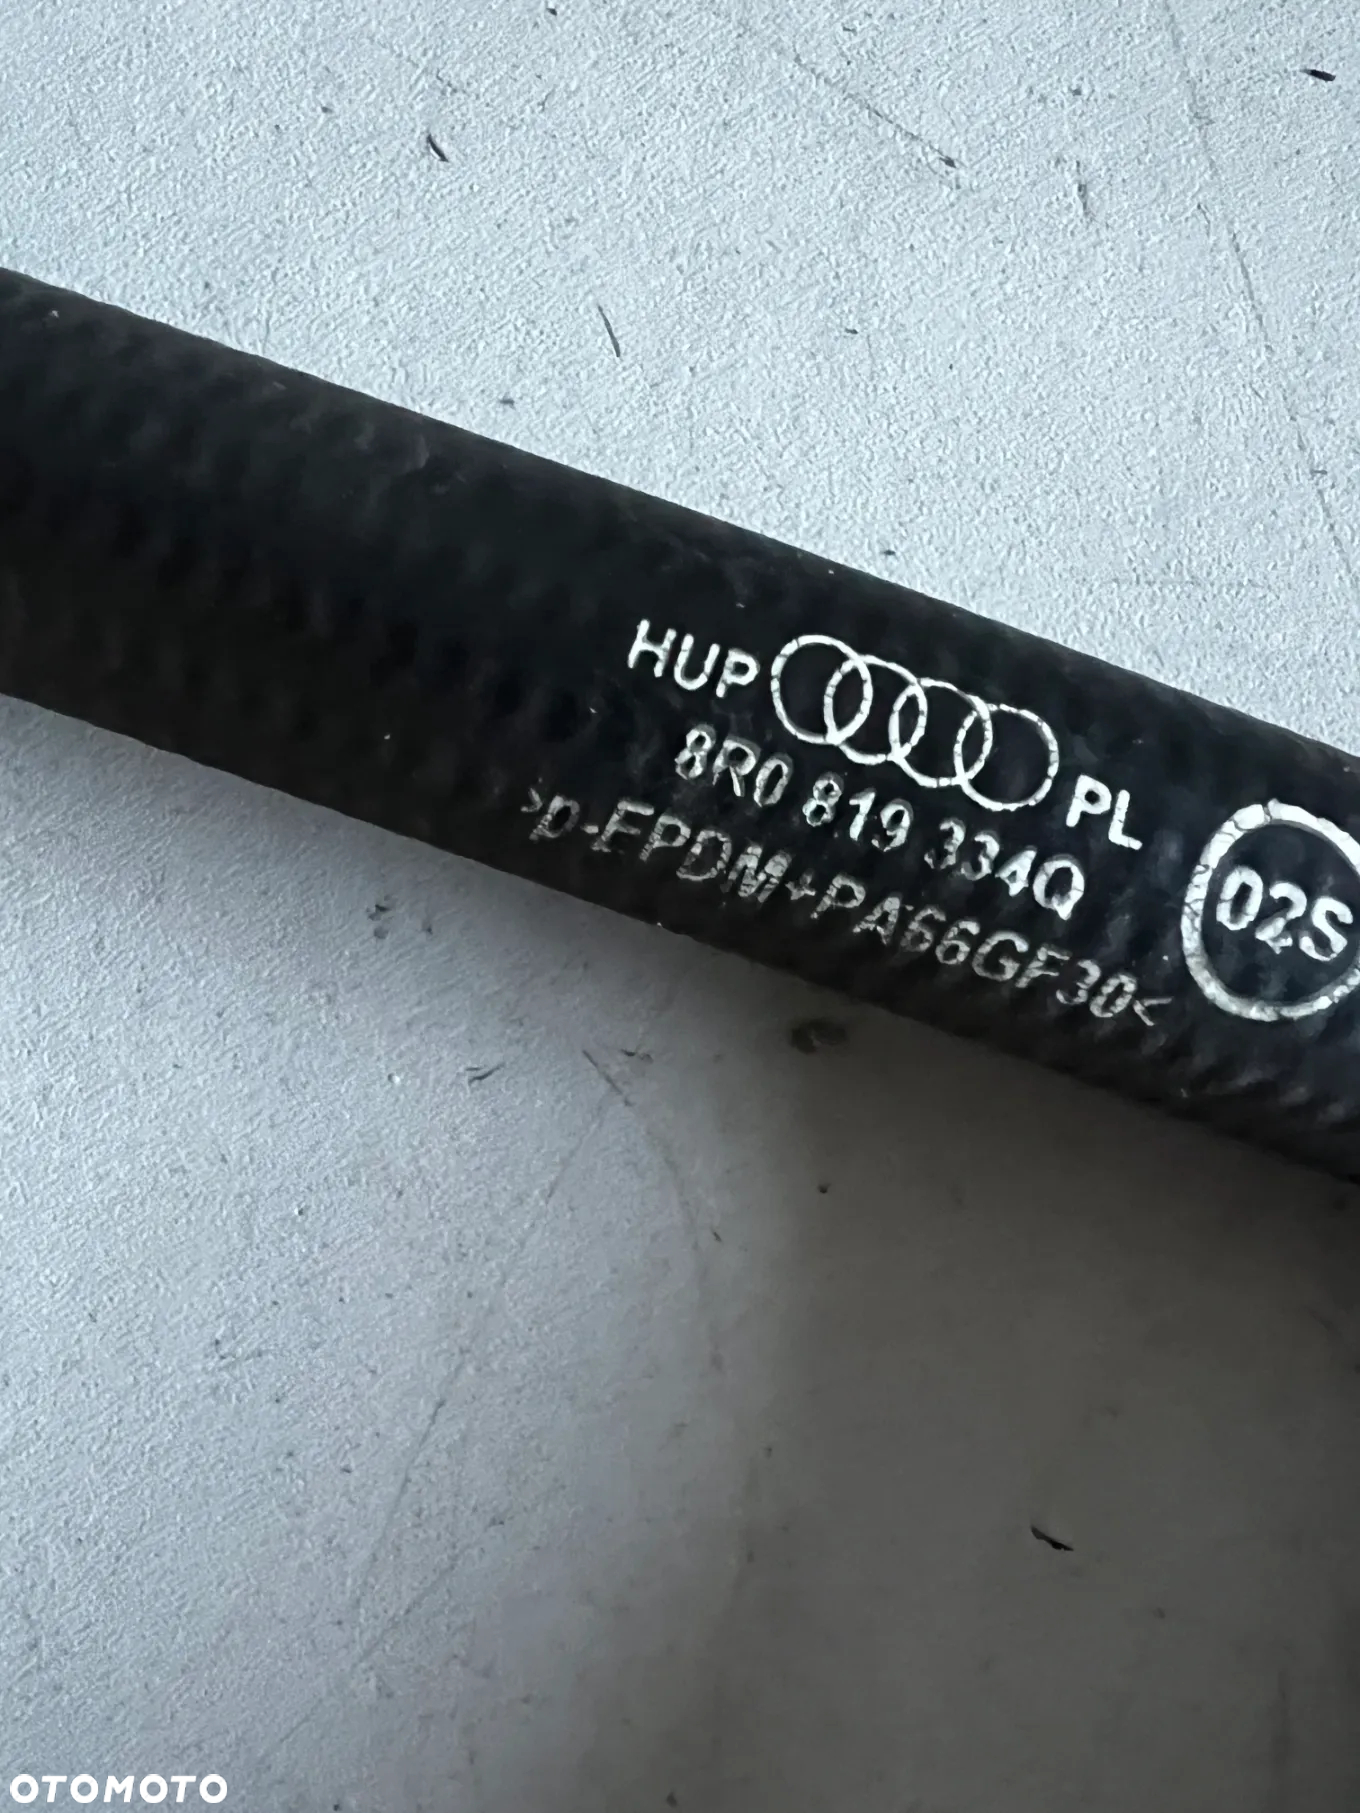 HUP PL
8R0 819 334Q
>p-EPDM+PA66GF30<
02S
OTOMOTO